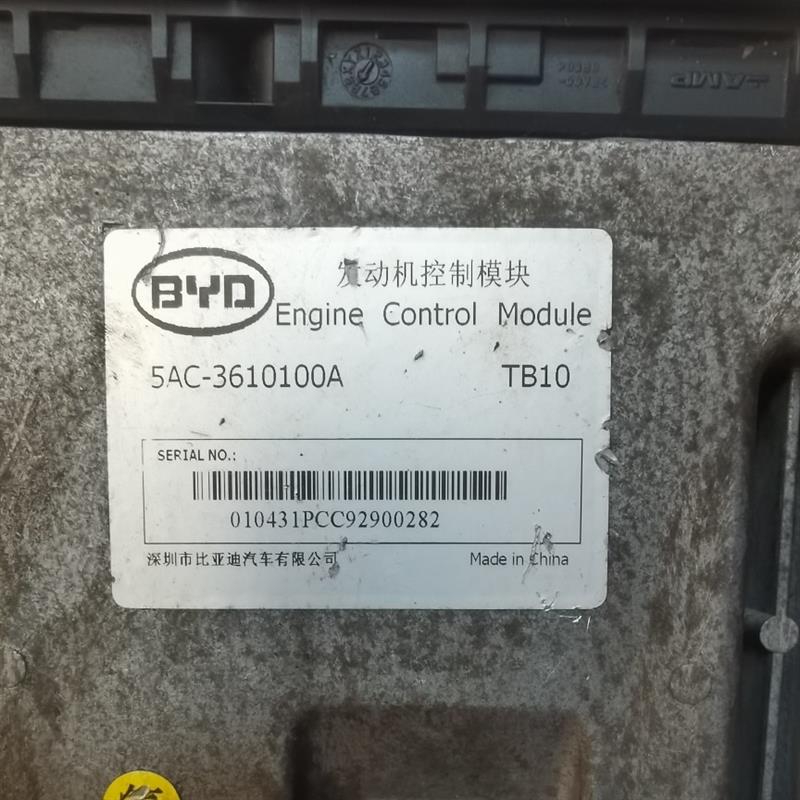 AMP
BYD
发动机控制模块
Engine Control Module
5AC-3610100A
TB10
SERIAL NO.:
010431PCC92900282
深圳市比亚迪汽车有限公司
Made in China